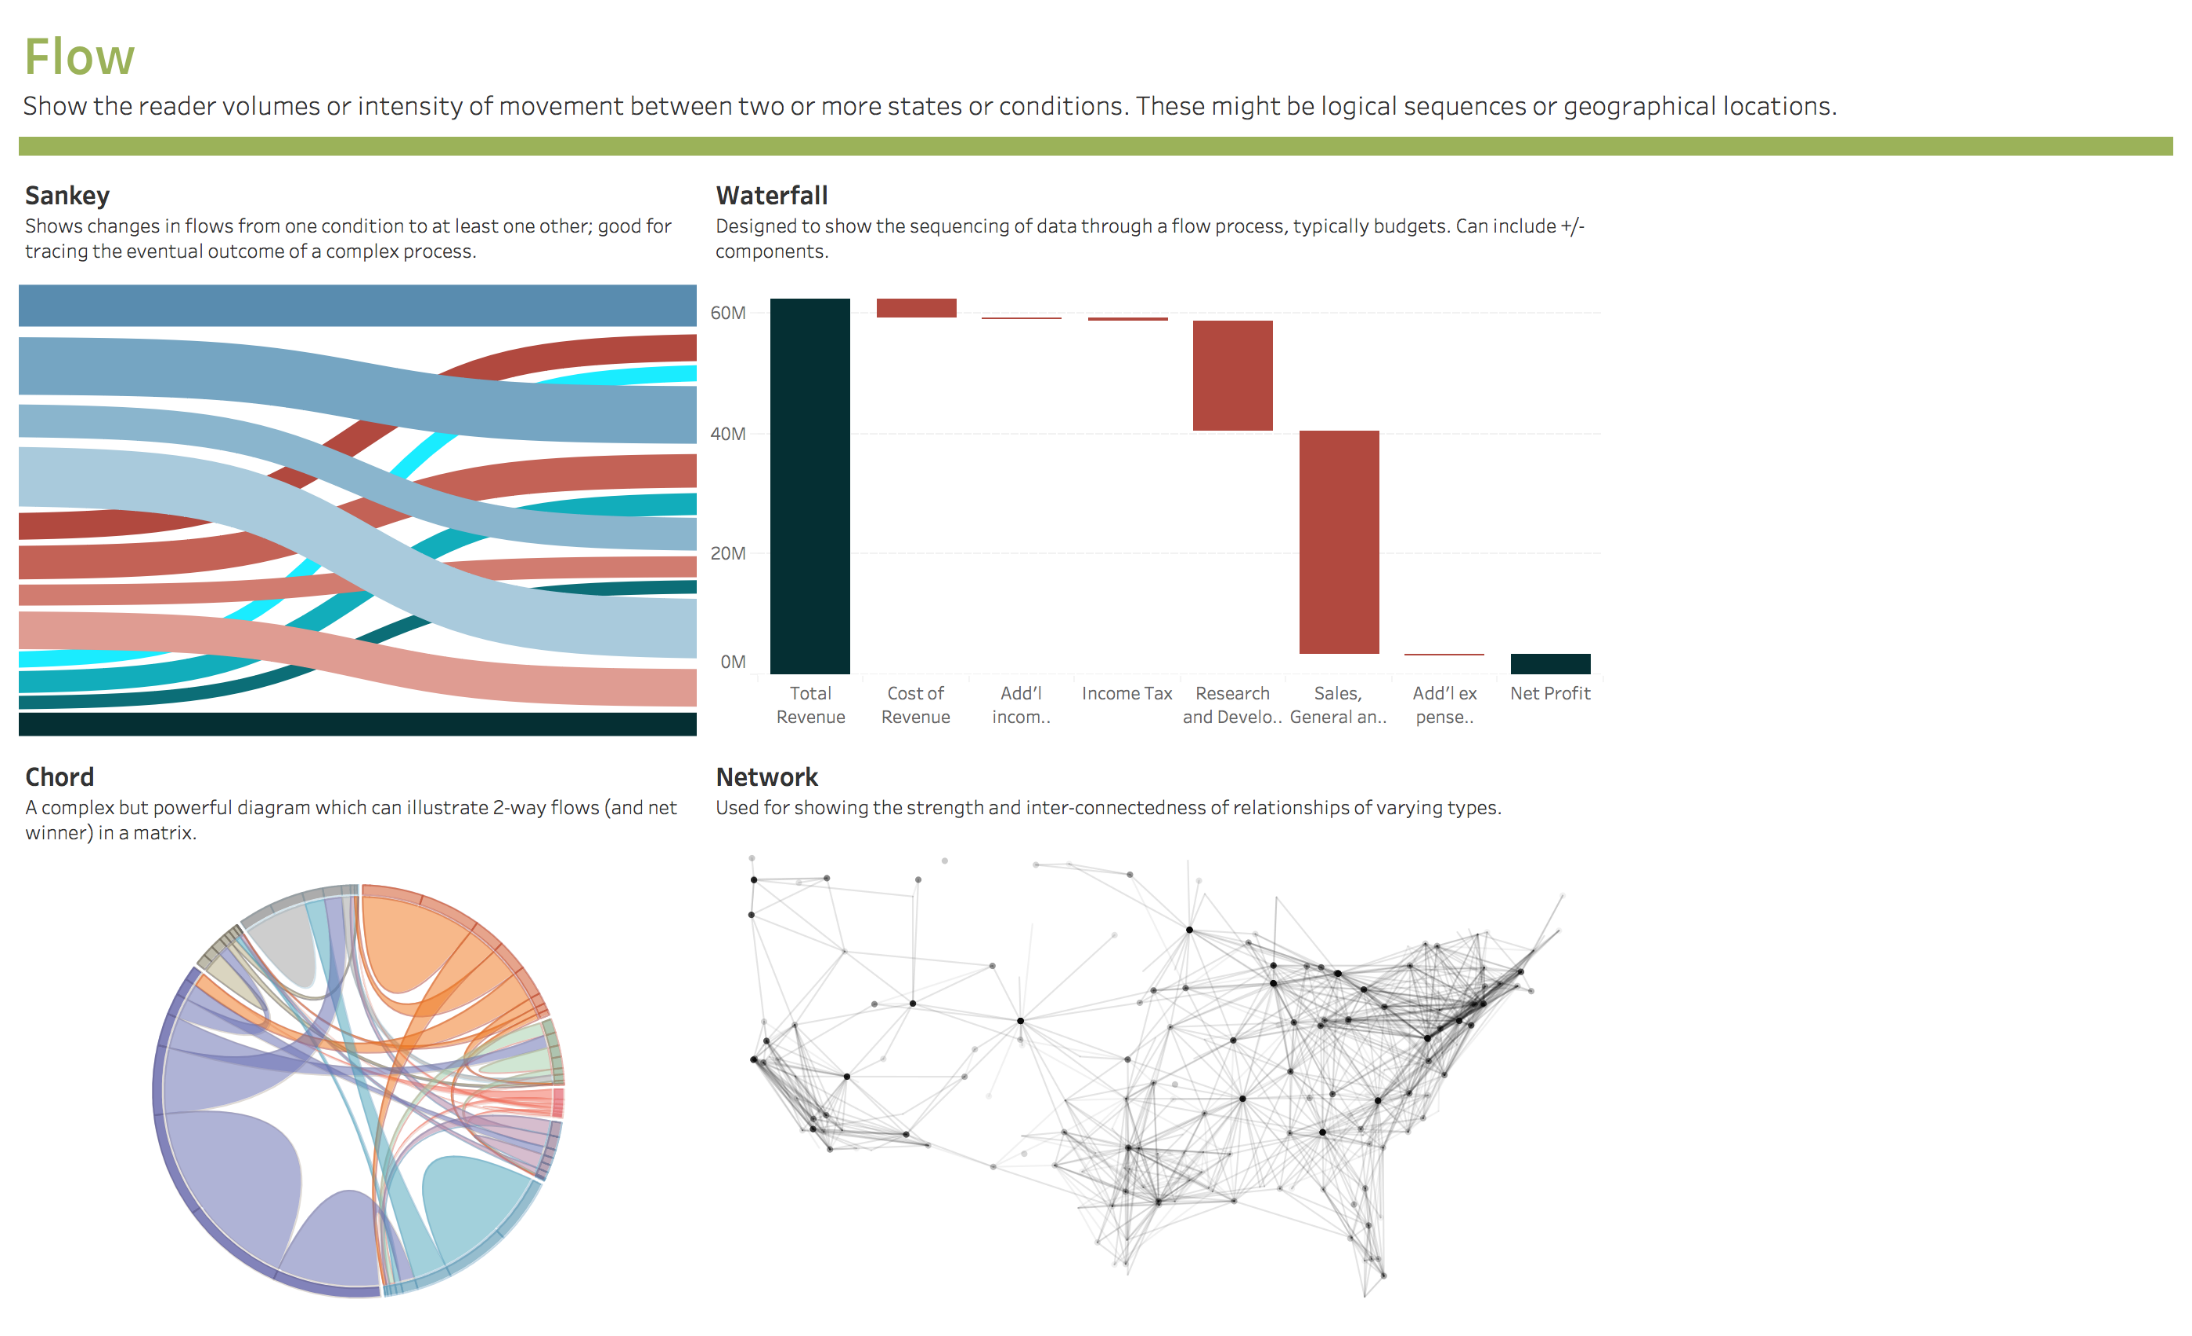 Flow
Show the reader volumes or intensity of movement between two or more states or conditions. These might be logical sequences or geographical locations.
Sankey
Shows changes in flows from one condition to at least one other; good for
tracing the eventual outcome of a complex process.
Waterfall
Designed to show the sequencing of data through a flow process, typically budgets. Can include +/-
components.
60M
40M
20M
0M
Total
Revenue
Cost of
Revenue
Add'l
incom..
Income Tax
Research
and Develo..
Sales,
General an..
Add'l ex
pense..
Net Profit
Chord
A complex but powerful diagram which can illustrate 2-way flows (and net
winner) in a matrix.
Network
Used for showing the strength and inter-connectedness of relationships of varying types.